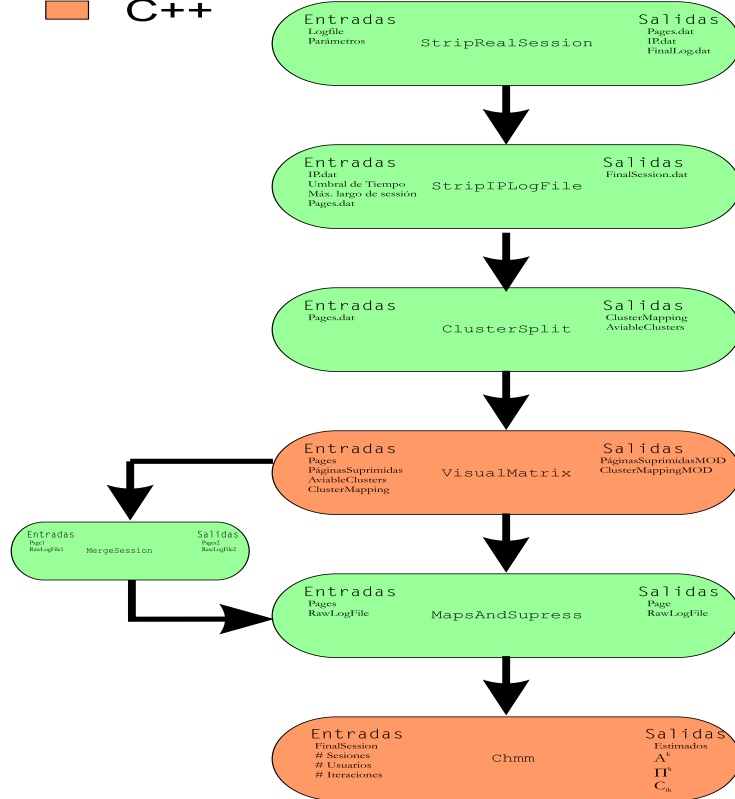 C++
Entradas
Logfile
Parámetros
StripRealSession
Salidas
Pages.dat
IP.dat
FinalLog.dat
Entradas
IP.dat
Umbral de Tiempo
Máx. largo de sesión
Pages.dat
StripIPLogFile
Salidas
FinalSession.dat
Entradas
Pages.dat
ClusterSplit
Salidas
ClusterMapping
AviableClusters
Entradas
Pages
PáginasSuprimidas
AviableClusters
ClusterMapping
VisualMatrix
Salidas
PáginasSuprimidasMOD
ClusterMappingMOD
Entradas
Page1
RawLogFile1
MergeSession
Salidas
Pages2
RawLogFile2
Entradas
Pages
RawLogFile
MapsAndSupress
Salidas
Page
RawLogFile
Entradas
FinalSession
# Sesiones
# Usuarios
# Iteraciones
Chmm
Salidas
Estimados
A^k
Π^k
C_ik